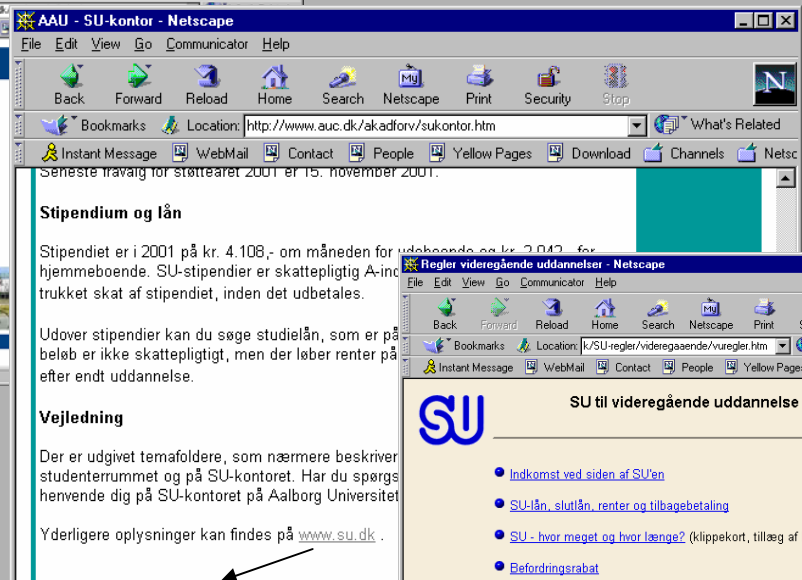 AAU - SU-kontor - Netscape
File Edit View Go Communicator Help
Back Forward Reload Home Search Netscape Print Security Stop
Bookmarks Location: http://www.auc.dk/akadforv/sukontor.htm What's Related
Instant Message WebMail Contact People Yellow Pages Download Channels Netsc
Seneste fravalg for støtteåret 2001 er 15. november 2001.
Stipendium og lån
Stipendiet er i 2001 på kr. 4.108,- om måneden for udeboende og kr. 2.042,- for
hjemmeboende. SU-stipendier er skattepligtig A-ind
trukket skat af stipendiet, inden det udbetales.
Udover stipendier kan du søge studielån, som er på
beløb er ikke skattepligtigt, men der løber renter på
efter endt uddannelse.
Vejledning
Der er udgivet temafoldere, som nærmere beskriver
studenterrummet og på SU-kontoret. Har du spørgs
henvende dig på SU-kontoret på Aalborg Universitet
Yderligere oplysninger kan findes på www.su.dk .
Regler videregående uddannelser - Netscape
File Edit View Go Communicator Help
Back Forward Reload Home Search Netscape Print
Bookmarks Location: k/SU-regler/videregaaende/vuregler.htm
Instant Message WebMail Contact People Yellow Pages
SU
SU til videregående uddannelse
Indkomst ved siden af SU'en
SU-lån, slutlån, renter og tilbagebetaling
SU - hvor meget og hvor længe? (klippekort, tillæg af
Befordringsrabat